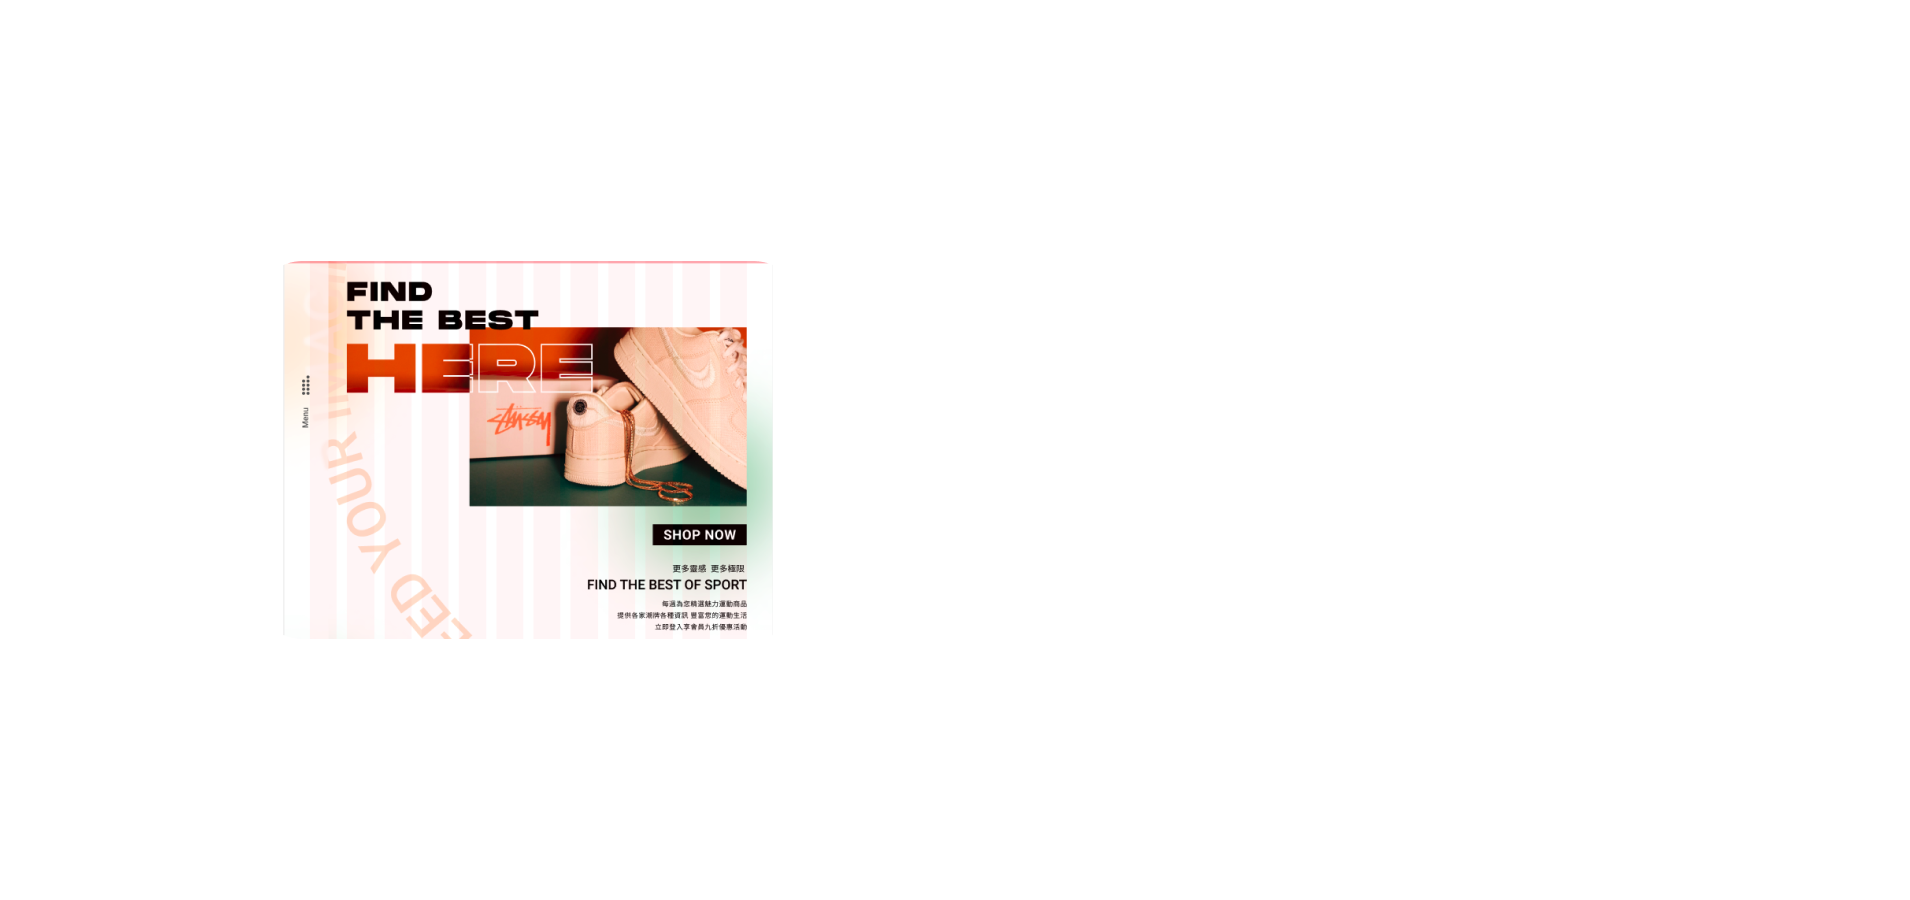 FIND
THE BEST
HERE
STÜSSY
Menu
YOUR
SHOP NOW
更多靈感 更多極限
FIND THE BEST OF SPORT
每週為您精選魅力運動商品
提供各家潮牌各種資訊 豐富您的運動生活
立即登入享會員九折優惠活動